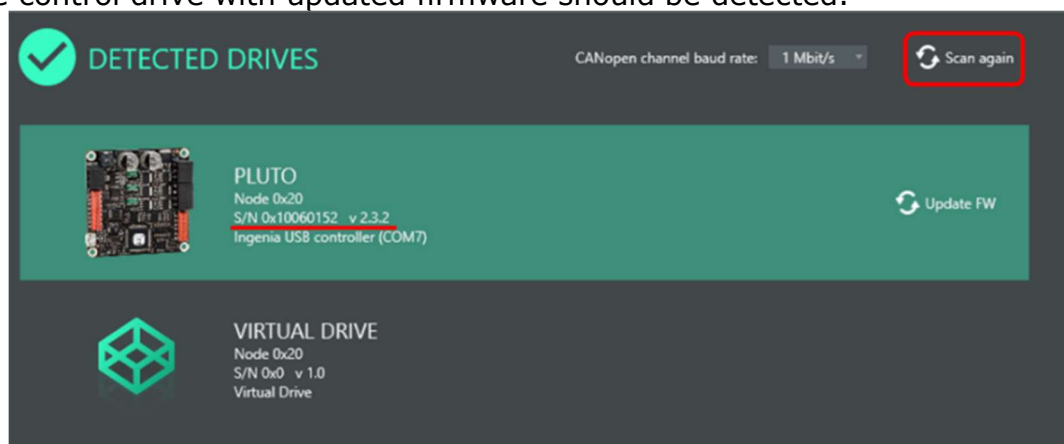 control drive with updated firmware should be detected.
DETECTED DRIVES
CANopen channel baud rate: 1 Mbit/s
Scan again
PLUTO
Node 0x20
S/N 0x10060152 v 2.3.2
Ingenia USB controller (COM7)
Update FW
VIRTUAL DRIVE
Node 0x20
S/N 0x0 v 1.0
Virtual Drive